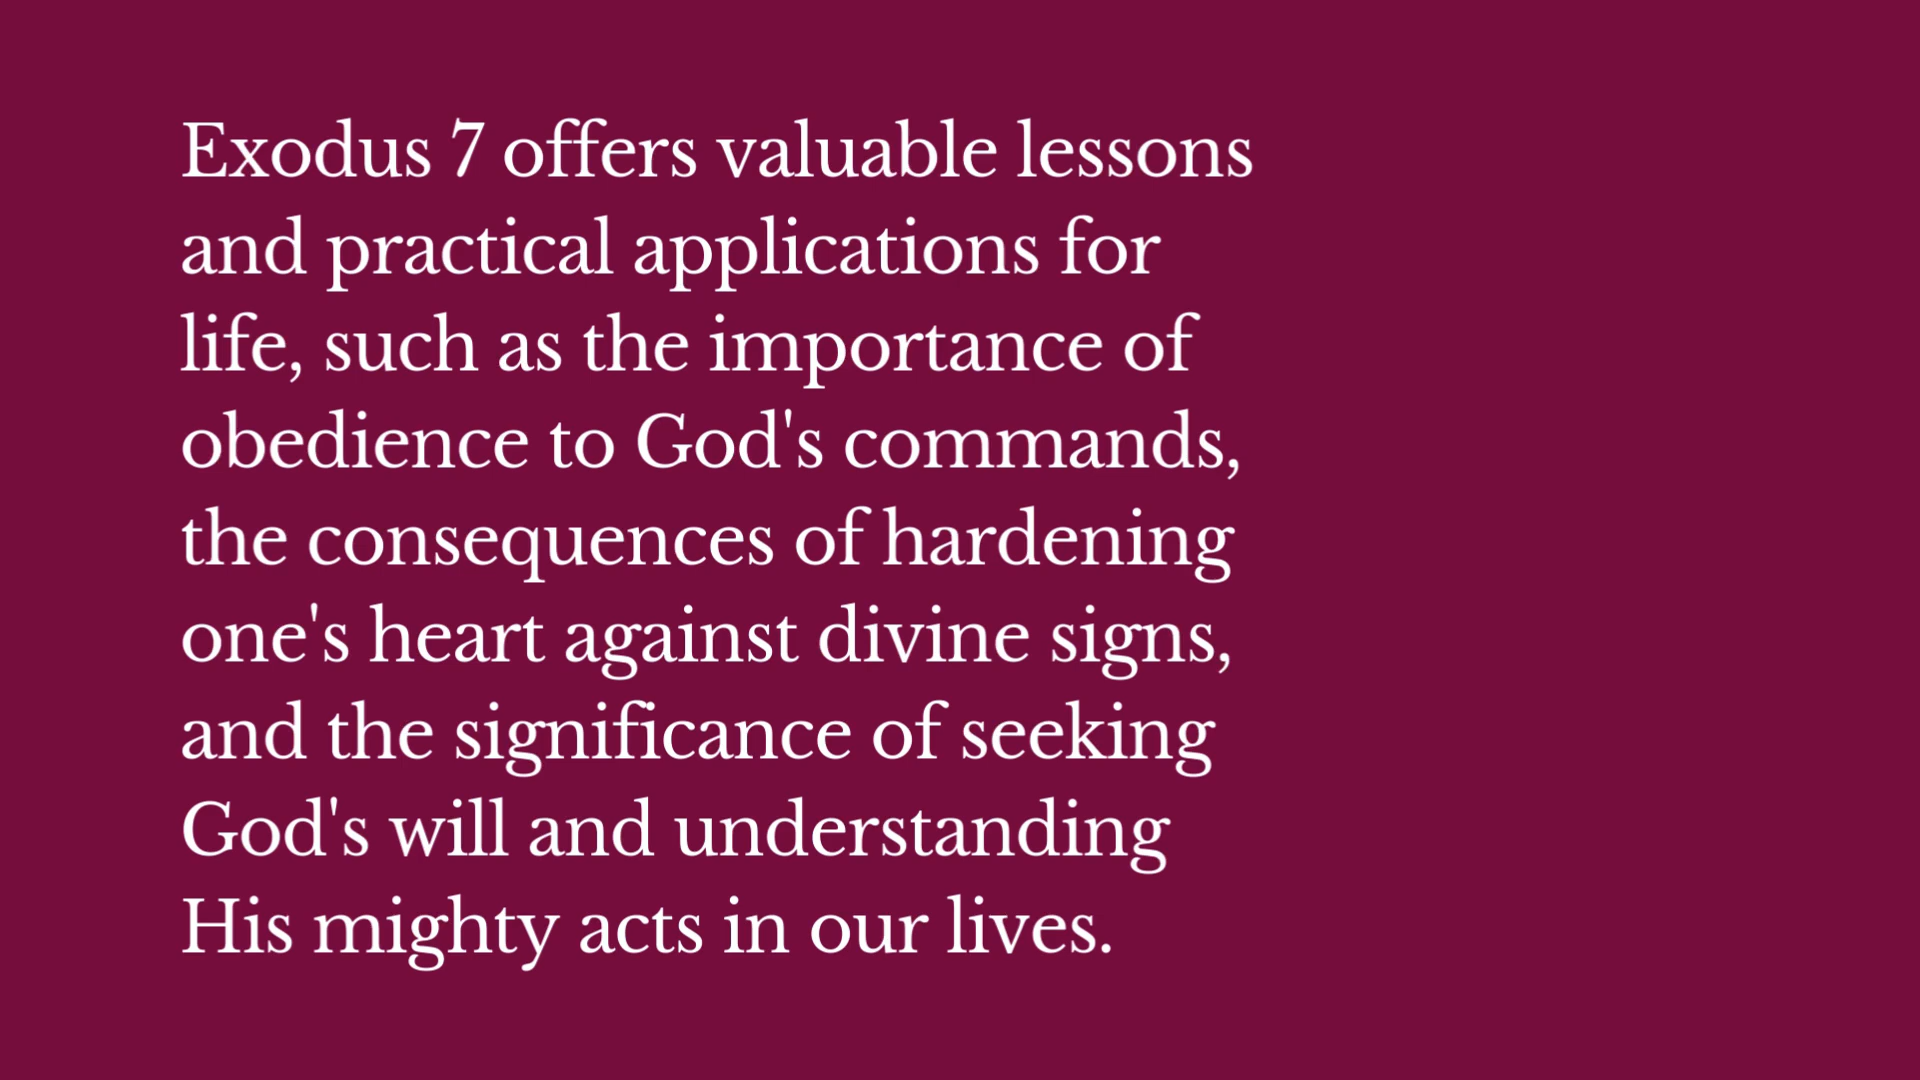 Exodus 7 offers valuable lessons
and practical applications for
life, such as the importance of
obedience to God's commands,
the consequences of hardening
one's heart against divine signs,
and the significance of seeking
God's will and understanding
His mighty acts in our lives.